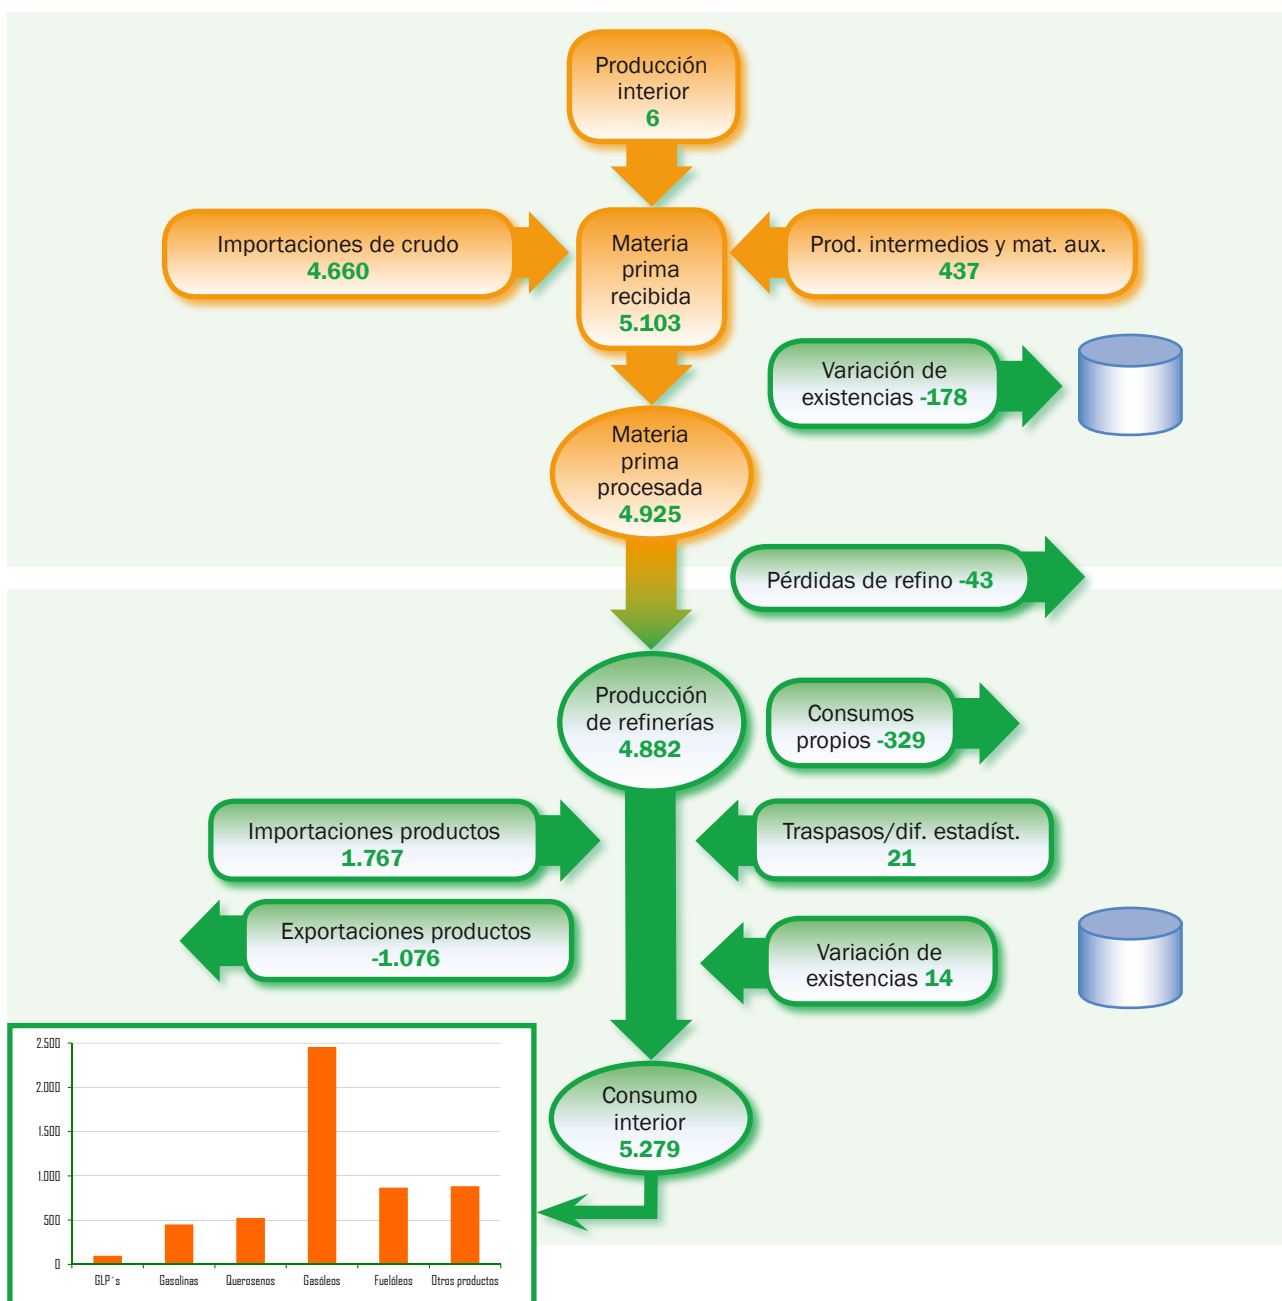 Producción
interior
6
Importaciones de crudo
4.660
Materia
prima
recibida
5.103
Prod. intermedios y mat. aux.
437
Variación de
existencias -178
Materia
prima
procesada
4.925
Pérdidas de refino -43
Producción
de refinerías
4.882
Consumos
propios -329
Importaciones productos
1.767
Traspasos/dif. estadíst.
21
Exportaciones productos
-1.076
Variación de
existencias 14
Consumo
interior
5.279
2.500
2.000
1.500
1.000
500
0
GLP´s Gasolinas Querosenos Gasóleos Fuelóleos Otros productos